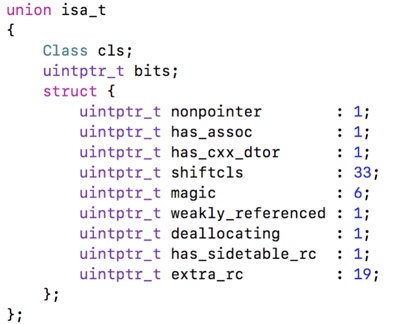 union isa_t
{
    Class cls;
    uintptr_t bits;
    struct {
        uintptr_t nonpointer        : 1;
        uintptr_t has_assoc         : 1;
        uintptr_t has_cxx_dtor      : 1;
        uintptr_t shiftcls          : 33;
        uintptr_t magic             : 6;
        uintptr_t weakly_referenced : 1;
        uintptr_t deallocating      : 1;
        uintptr_t has_sidetable_rc  : 1;
        uintptr_t extra_rc          : 19;
    };
};